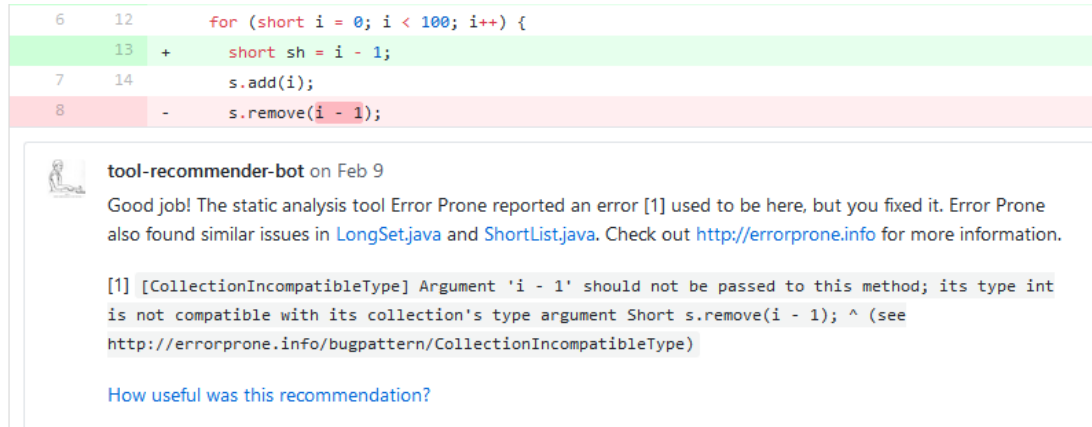 6 12 for (short i = 0; i < 100; i++) {
13 + short sh = i - 1;
7 14 s.add(i);
8 - s.remove(i - 1);
tool-recommender-bot on Feb 9
Good job! The static analysis tool Error Prone reported an error [1] used to be here, but you fixed it. Error Prone
also found similar issues in LongSet.java and ShortList.java. Check out http://errorprone.info for more information.
[1] [CollectionIncompatibleType] Argument 'i - 1' should not be passed to this method; its type int
is not compatible with its collection's type argument Short s.remove(i - 1); ^ (see
http://errorprone.info/bugpattern/CollectionIncompatibleType)
How useful was this recommendation?